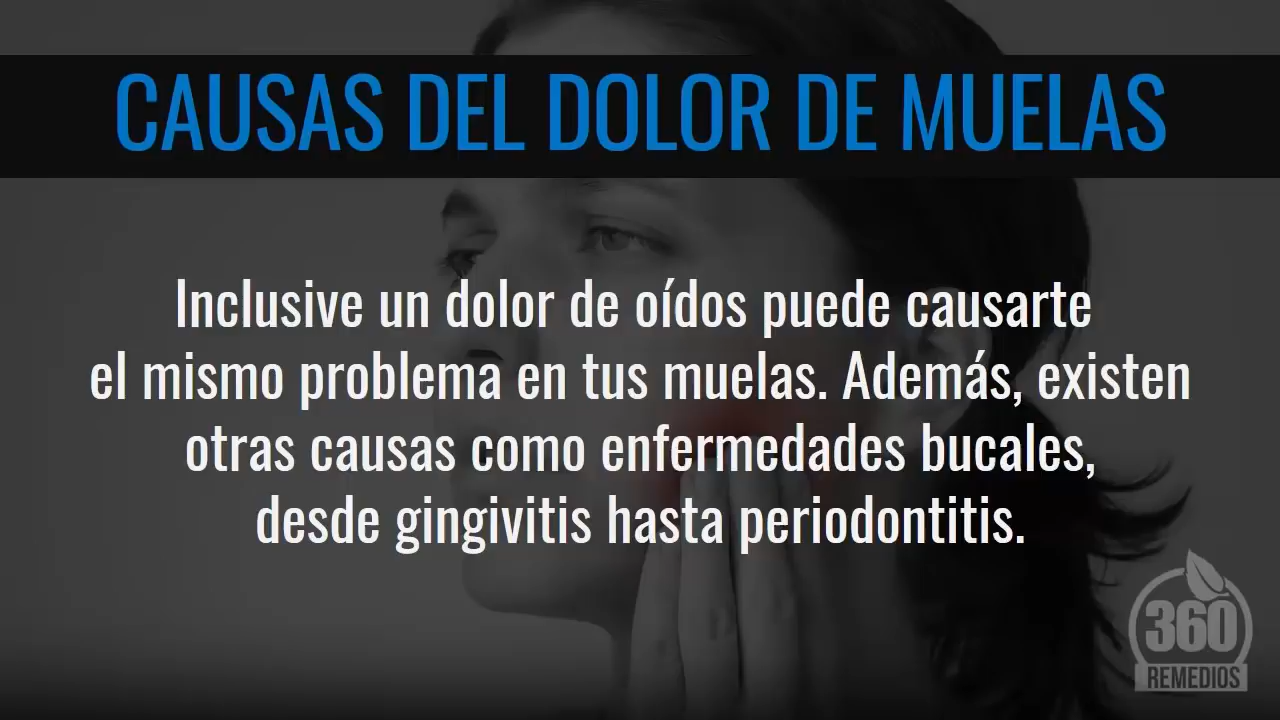 CAUSAS DEL DOLOR DE MUELAS
Inclusive un dolor de oídos puede causarte
el mismo problema en tus muelas. Además, existen
otras causas como enfermedades bucales,
desde gingivitis hasta periodontitis.
360
REMEDIOS